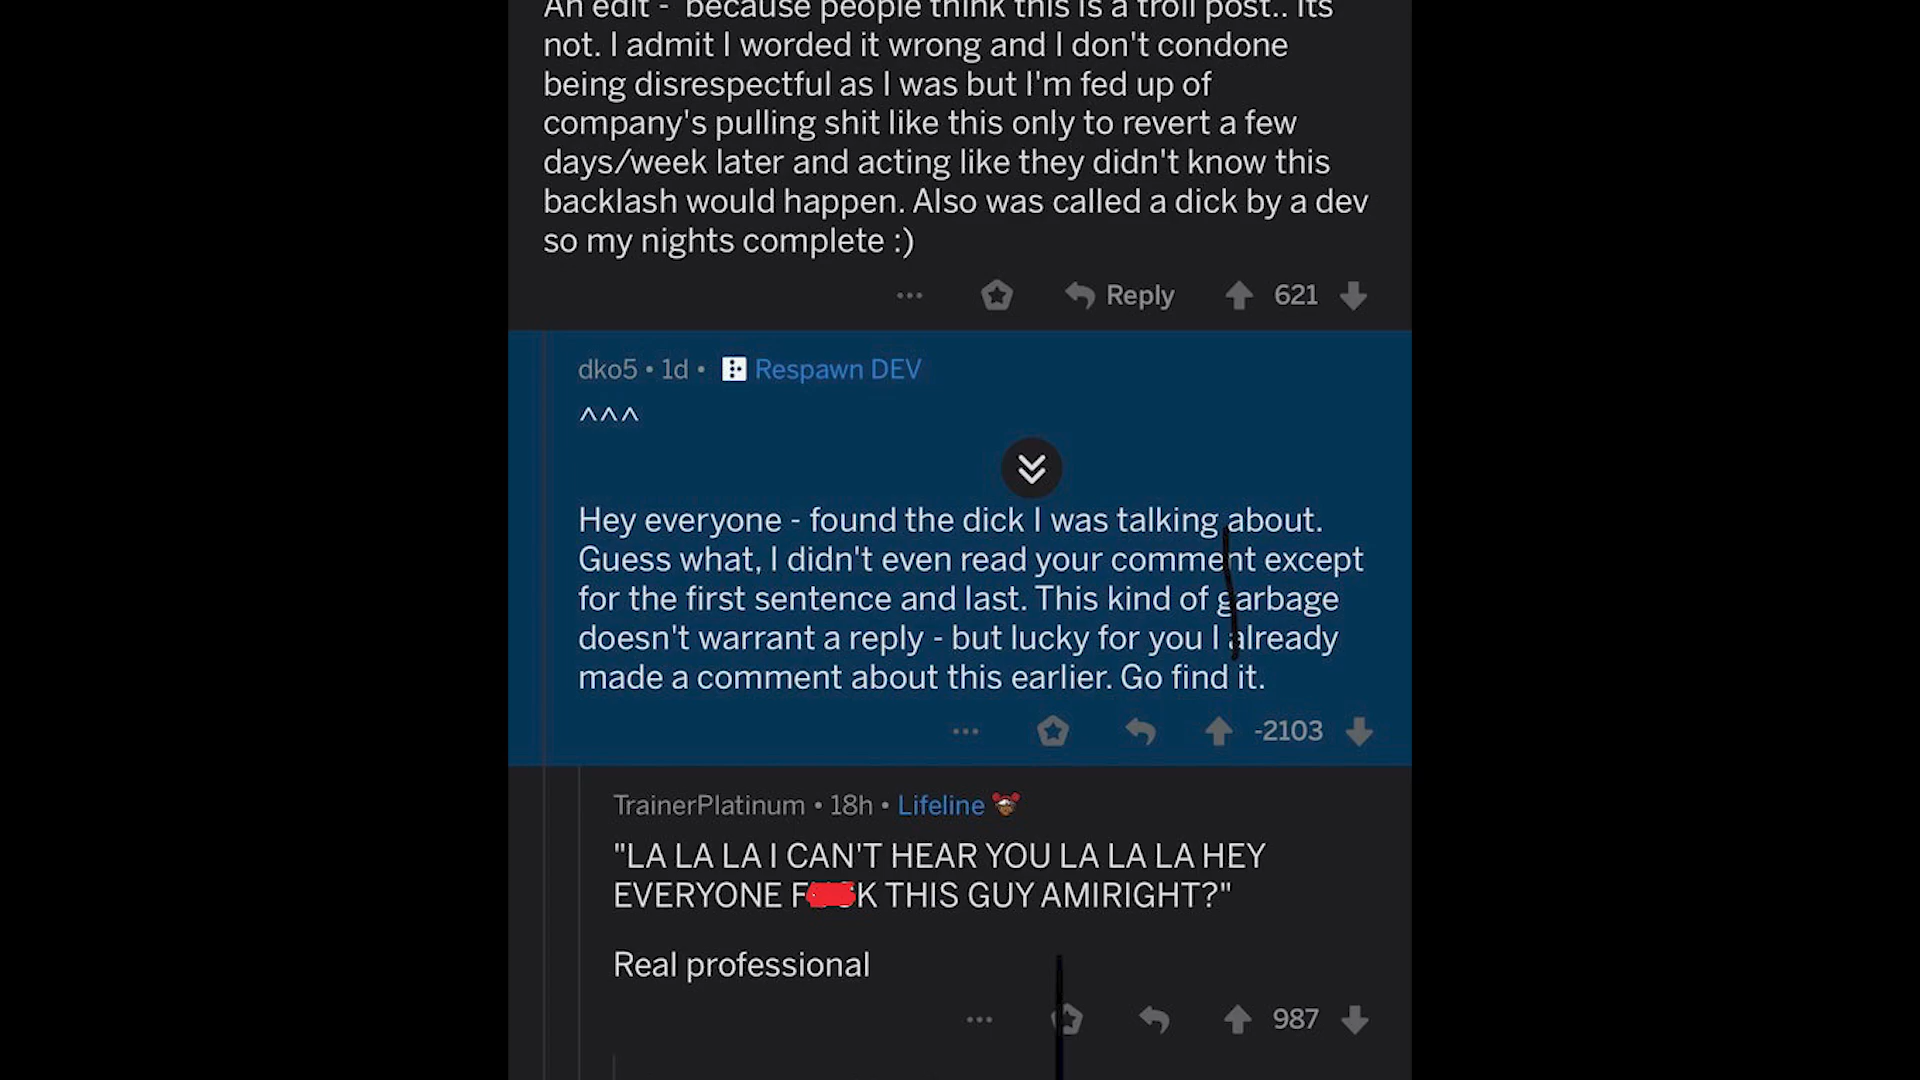 An edit - because people think this is a troll post.. Its
not. I admit I worded it wrong and I don't condone
being disrespectful as I was but I'm fed up of
company's pulling shit like this only to revert a few
days/week later and acting like they didn't know this
backlash would happen. Also was called a dick by a dev
so my nights complete :)
Reply 621
dko5 • 1d • Respawn DEV
^^^
Hey everyone - found the dick I was talking about.
Guess what, I didn't even read your comment except
for the first sentence and last. This kind of garbage
doesn't warrant a reply - but lucky for you I already
made a comment about this earlier. Go find it.
-2103
TrainerPlatinum • 18h • Lifeline
"LA LA LA I CAN'T HEAR YOU LA LA LA HEY
EVERYONE F K THIS GUY AMIRIGHT?"
Real professional
987